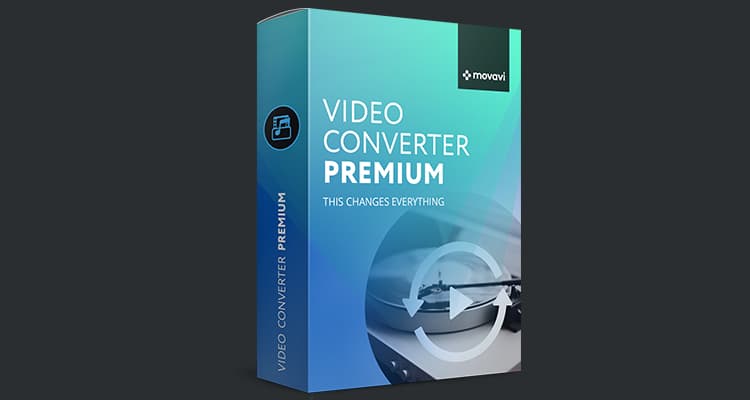 movavi
VIDEO
CONVERTER
PREMIUM
THIS CHANGES EVERYTHING
VIDEO CONVERTER PREMIUM